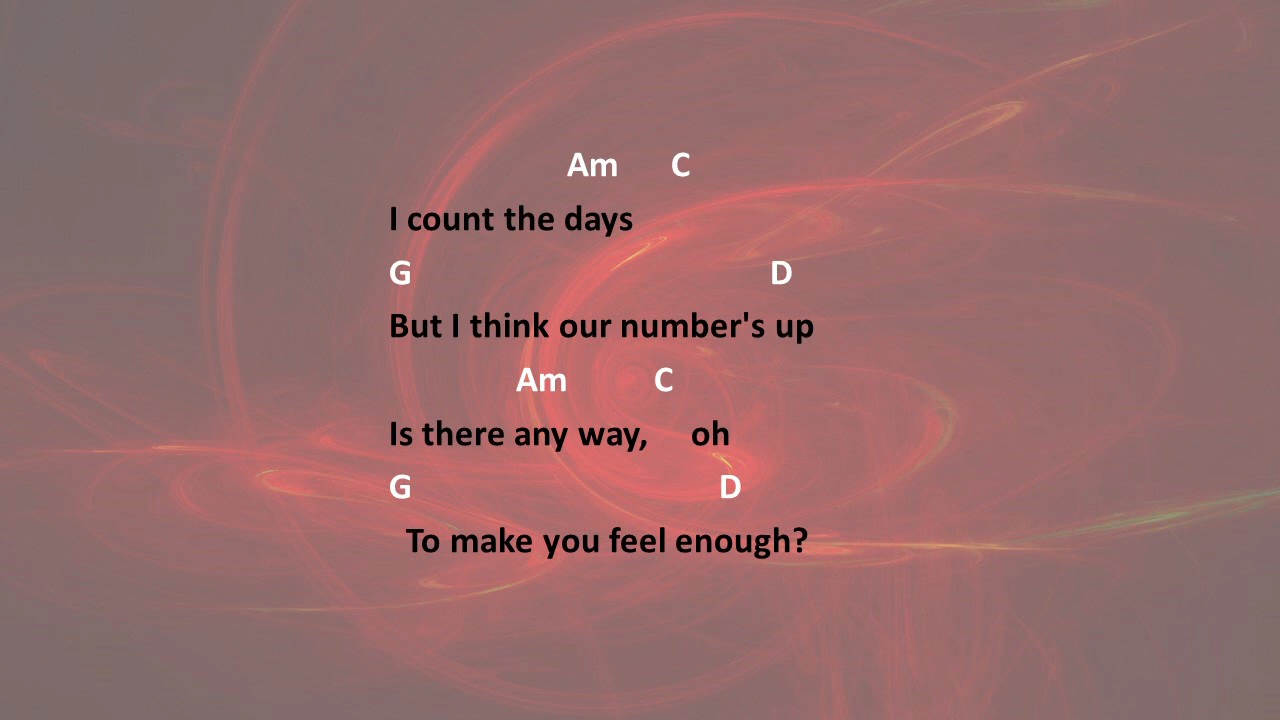 Am C
I count the days
G D
But I think our number's up
Am C
Is there any way, oh
G D
To make you feel enough?